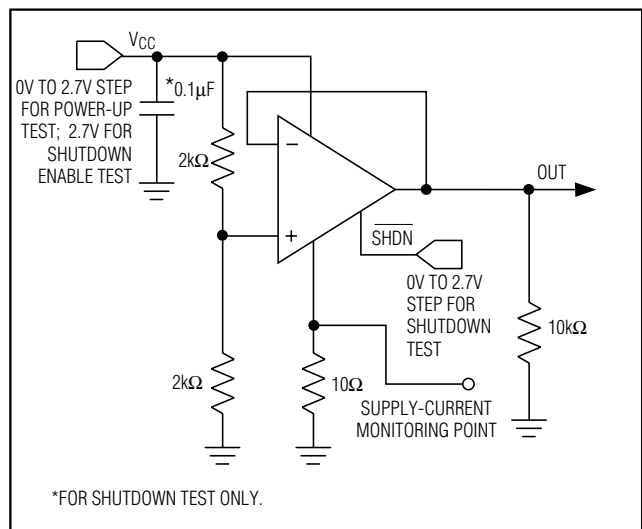 VCC
0V TO 2.7V STEP
FOR POWER-UP
TEST; 2.7V FOR
SHUTDOWN
ENABLE TEST
*0.1µF
2kΩ
−
+
OUT
SHDN
0V TO 2.7V
STEP FOR
SHUTDOWN
TEST
10kΩ
2kΩ
10Ω
SUPPLY-CURRENT
MONITORING POINT
*FOR SHUTDOWN TEST ONLY.